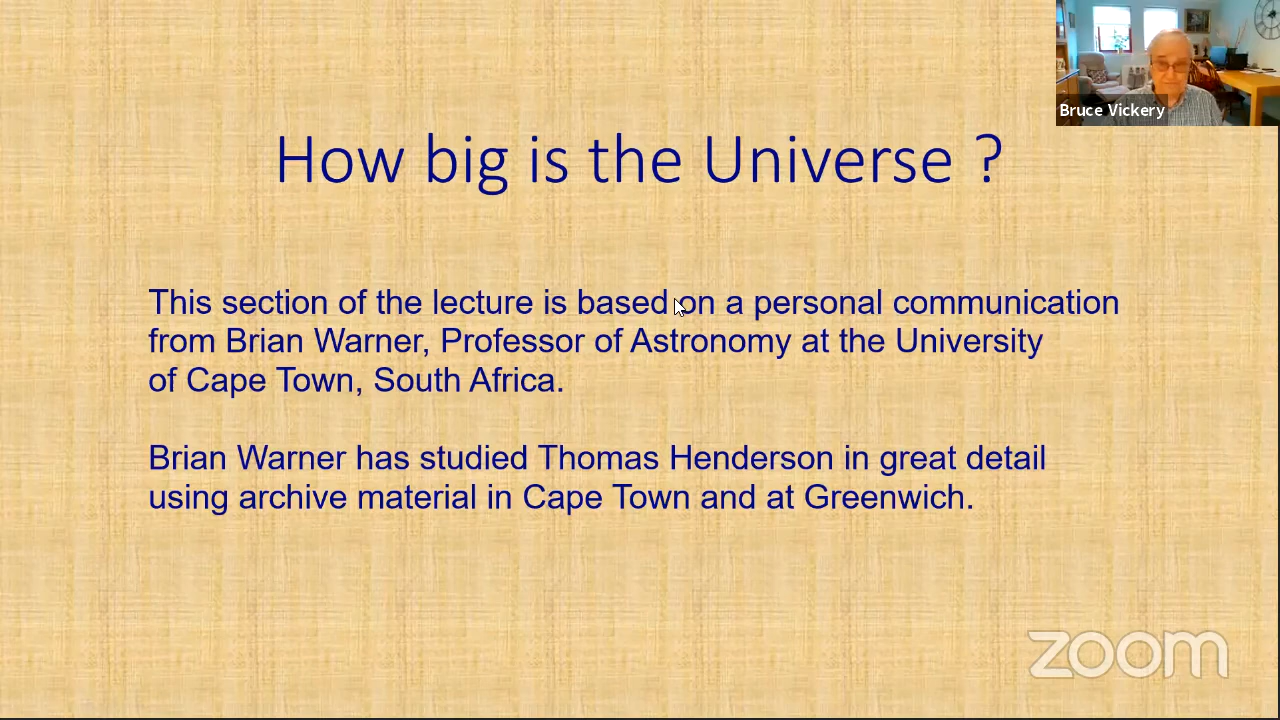 Bruce Vickery
How big is the Universe ?
This section of the lecture is based on a personal communication
from Brian Warner, Professor of Astronomy at the University
of Cape Town, South Africa.
Brian Warner has studied Thomas Henderson in great detail
using archive material in Cape Town and at Greenwich.
zoom